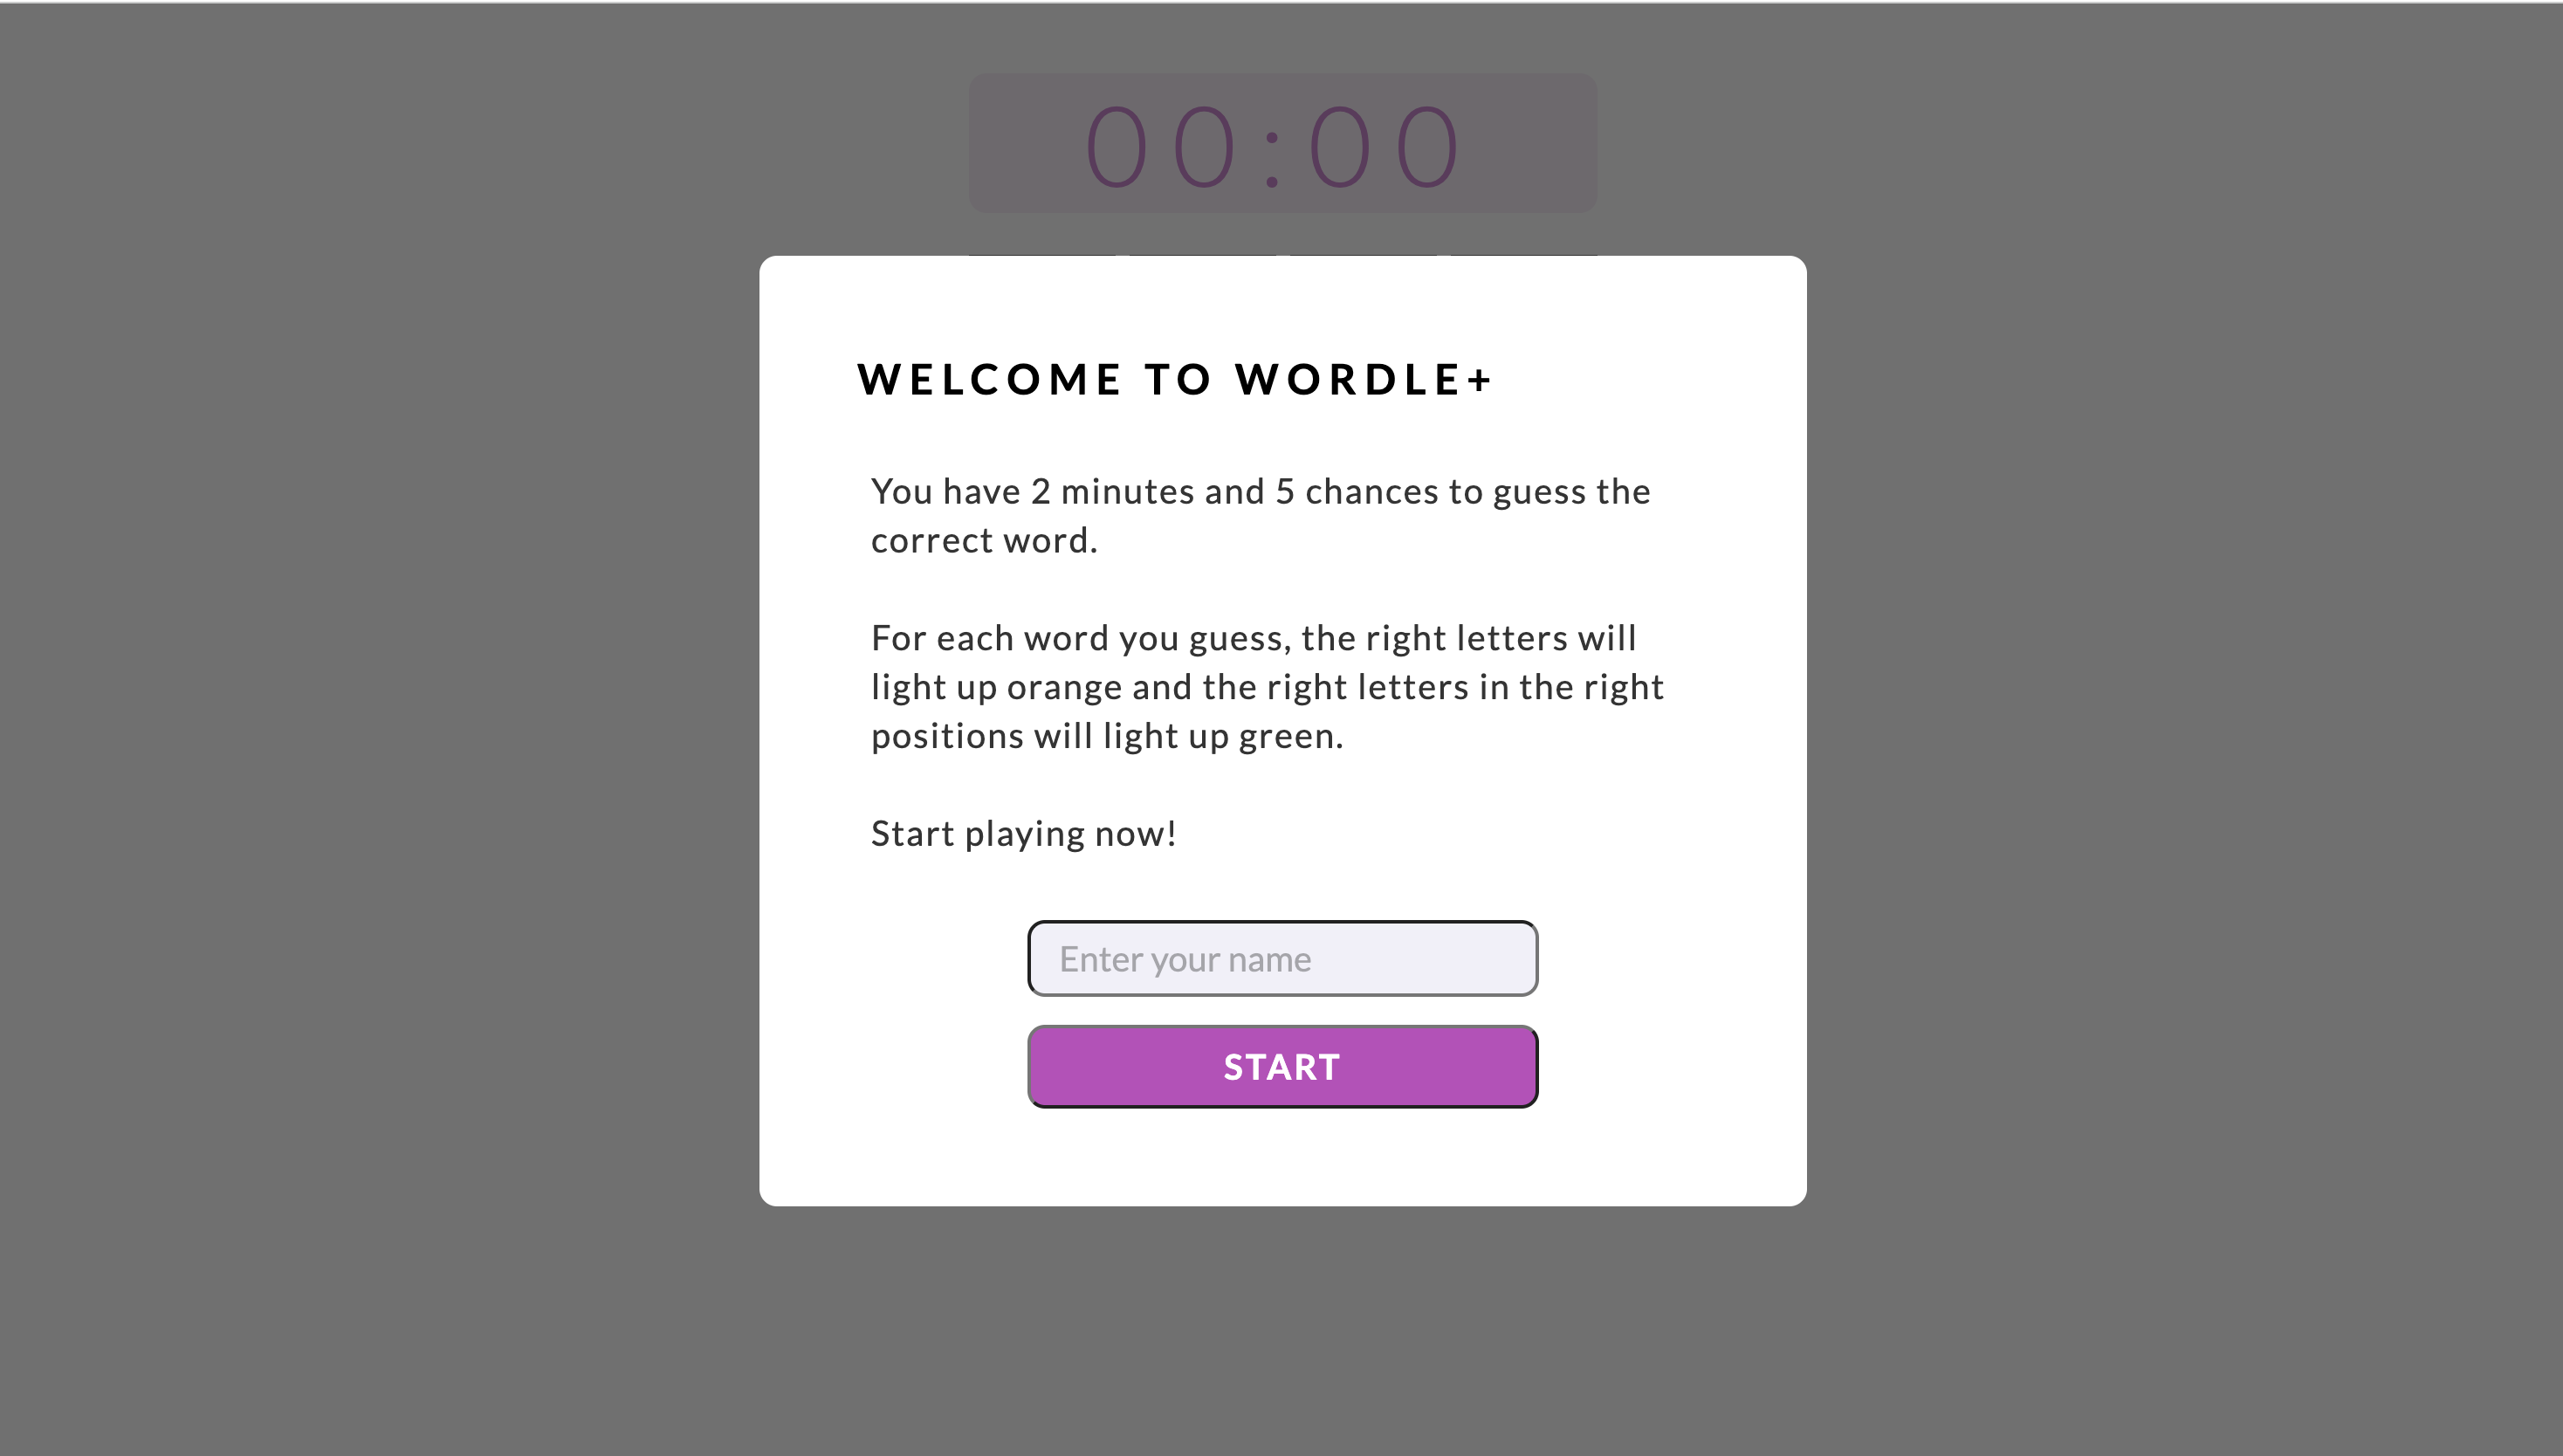 00:00
WELCOME TO WORDLE+
You have 2 minutes and 5 chances to guess the
correct word.
For each word you guess, the right letters will
light up orange and the right letters in the right
positions will light up green.
Start playing now!
Enter your name
START